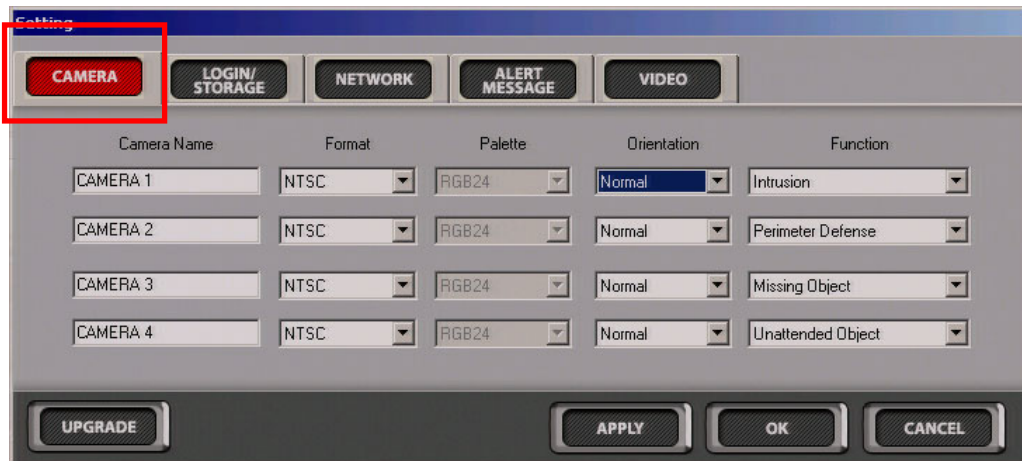 Setting
CAMERA LOGIN/ STORAGE NETWORK ALERT MESSAGE VIDEO
Camera Name Format Palette Orientation Function
CAMERA 1 NTSC RGB24 Normal Intrusion
CAMERA 2 NTSC RGB24 Normal Perimeter Defense
CAMERA 3 NTSC RGB24 Normal Missing Object
CAMERA 4 NTSC RGB24 Normal Unattended Object
UPGRADE APPLY OK CANCEL